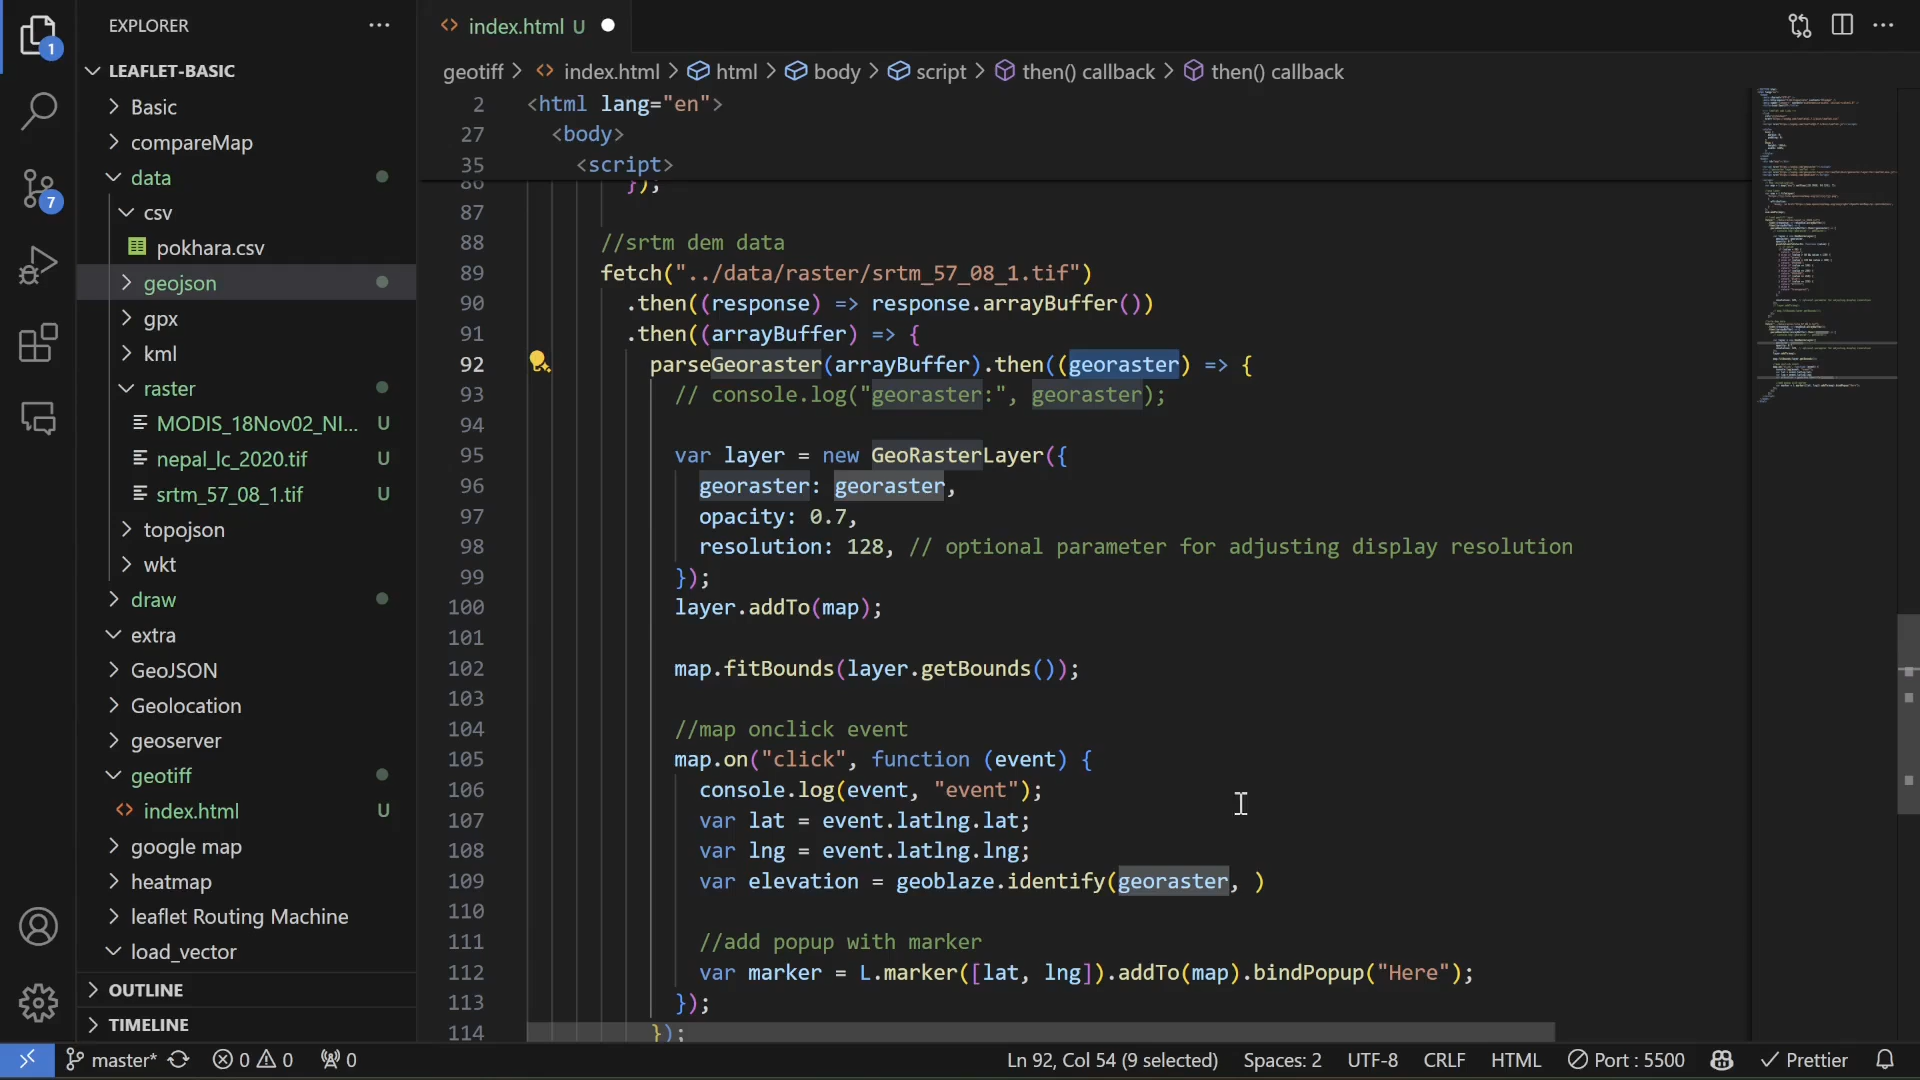 EXPLORER
index.html U
LEAFLET-BASIC
Basic
compareMap
data
csv
pokhara.csv
geojson
gpx
kml
raster
MODIS_18Nov02_NI... U
nepal_lc_2020.tif U
srtm_57_08_1.tif U
topojson
wkt
draw
extra
GeoJSON
Geolocation
geoserver
geotiff
index.html U
google map
heatmap
leaflet Routing Machine
load_vector
OUTLINE
TIMELINE
1
7
geotiff > index.html > html > body > script > then() callback > then() callback
2 <html lang="en">
27 <body>
35 <script>
86 });
87
88 //srtm dem data
89 fetch("../data/raster/srtm_57_08_1.tif")
90 .then((response) => response.arrayBuffer())
91 .then((arrayBuffer) => {
92 parseGeoraster(arrayBuffer).then((georaster) => {
93 // console.log("georaster:", georaster);
94
95 var layer = new GeoRasterLayer({
96 georaster: georaster,
97 opacity: 0.7,
98 resolution: 128, // optional parameter for adjusting display resolution
99 });
100 layer.addTo(map);
101
102 map.fitBounds(layer.getBounds());
103
104 //map onclick event
105 map.on("click", function (event) {
106 console.log(event, "event");
107 var lat = event.latlng.lat;
108 var lng = event.latlng.lng;
109 var elevation = geoblaze.identify(georaster, )
110
111 //add popup with marker
112 var marker = L.marker([lat, lng]).addTo(map).bindPopup("Here");
113 });
114 });
master* 0 0 0 Ln 92, Col 54 (9 selected) Spaces: 2 UTF-8 CRLF HTML Port : 5500 Prettier